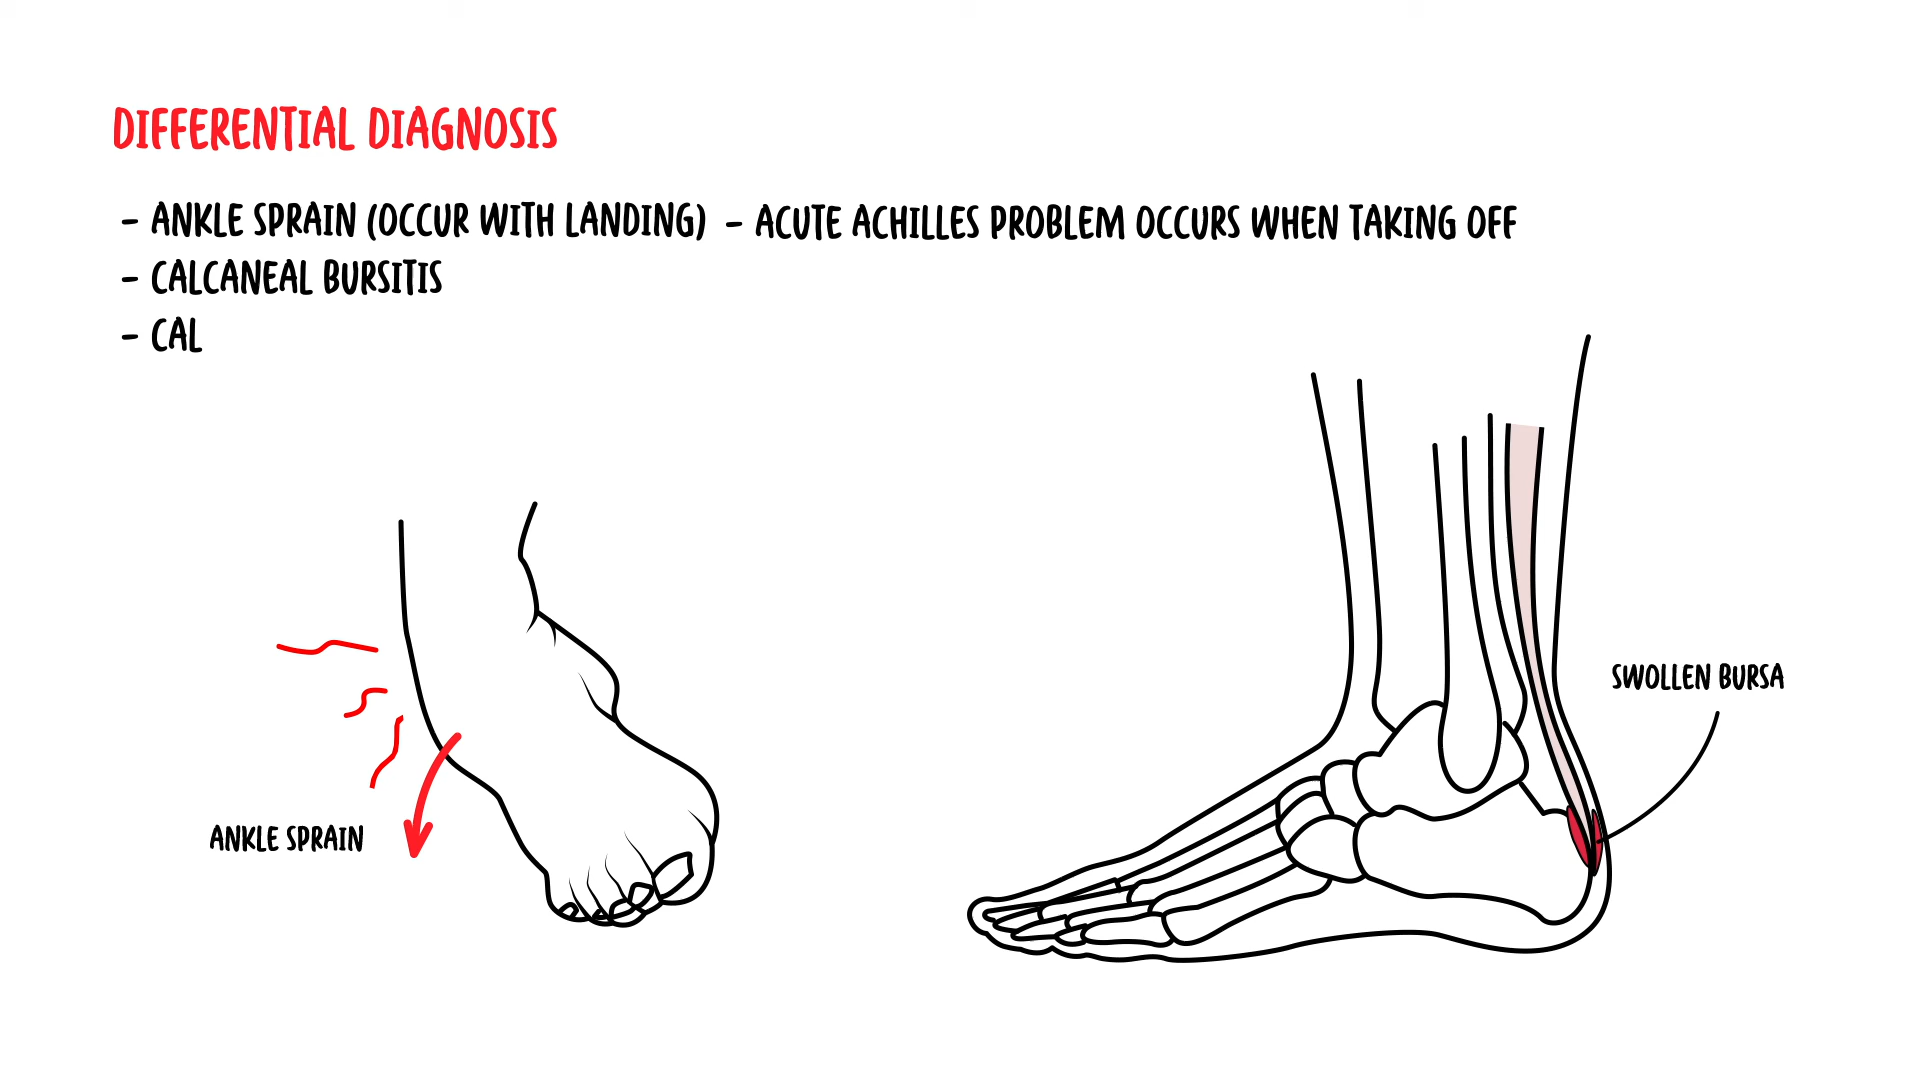 DIFFERENTIAL DIAGNOSIS
- ANKLE SPRAIN (OCCUR WITH LANDING) - ACUTE ACHILLES PROBLEM OCCURS WHEN TAKING OFF
- CALCANEAL BURSITIS
- CAL
SWOLLEN BURSA
ANKLE SPRAIN